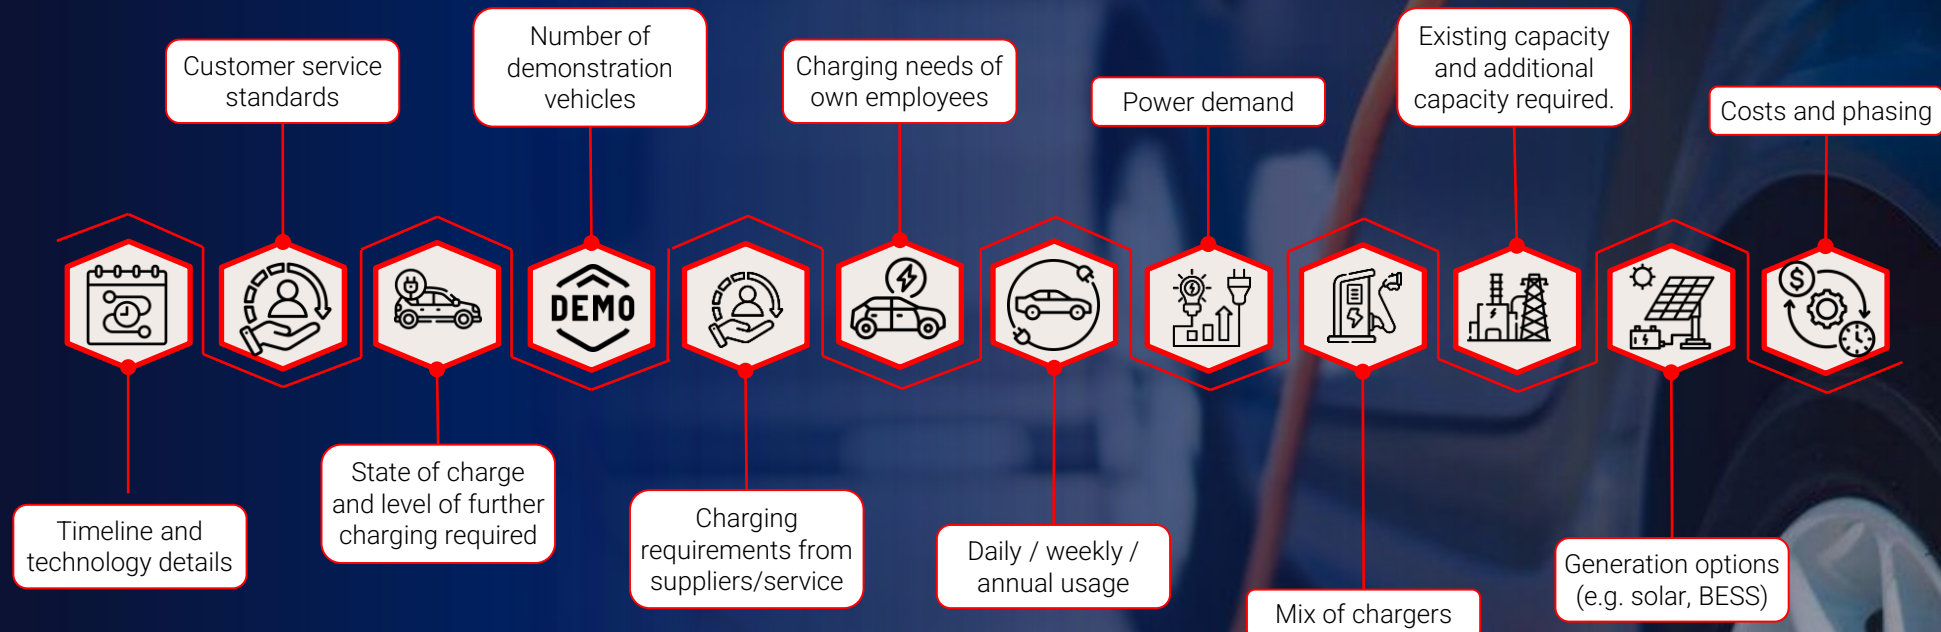 Timeline and
technology details
Customer service
standards
State of charge
and level of further
charging required
Number of
demonstration
vehicles
DEMO
Charging
requirements from
suppliers/service
Charging needs of
own employees
Daily / weekly /
annual usage
Power demand
Mix of chargers
Existing capacity
and additional
capacity required.
Generation options
(e.g. solar, BESS)
$
Costs and phasing